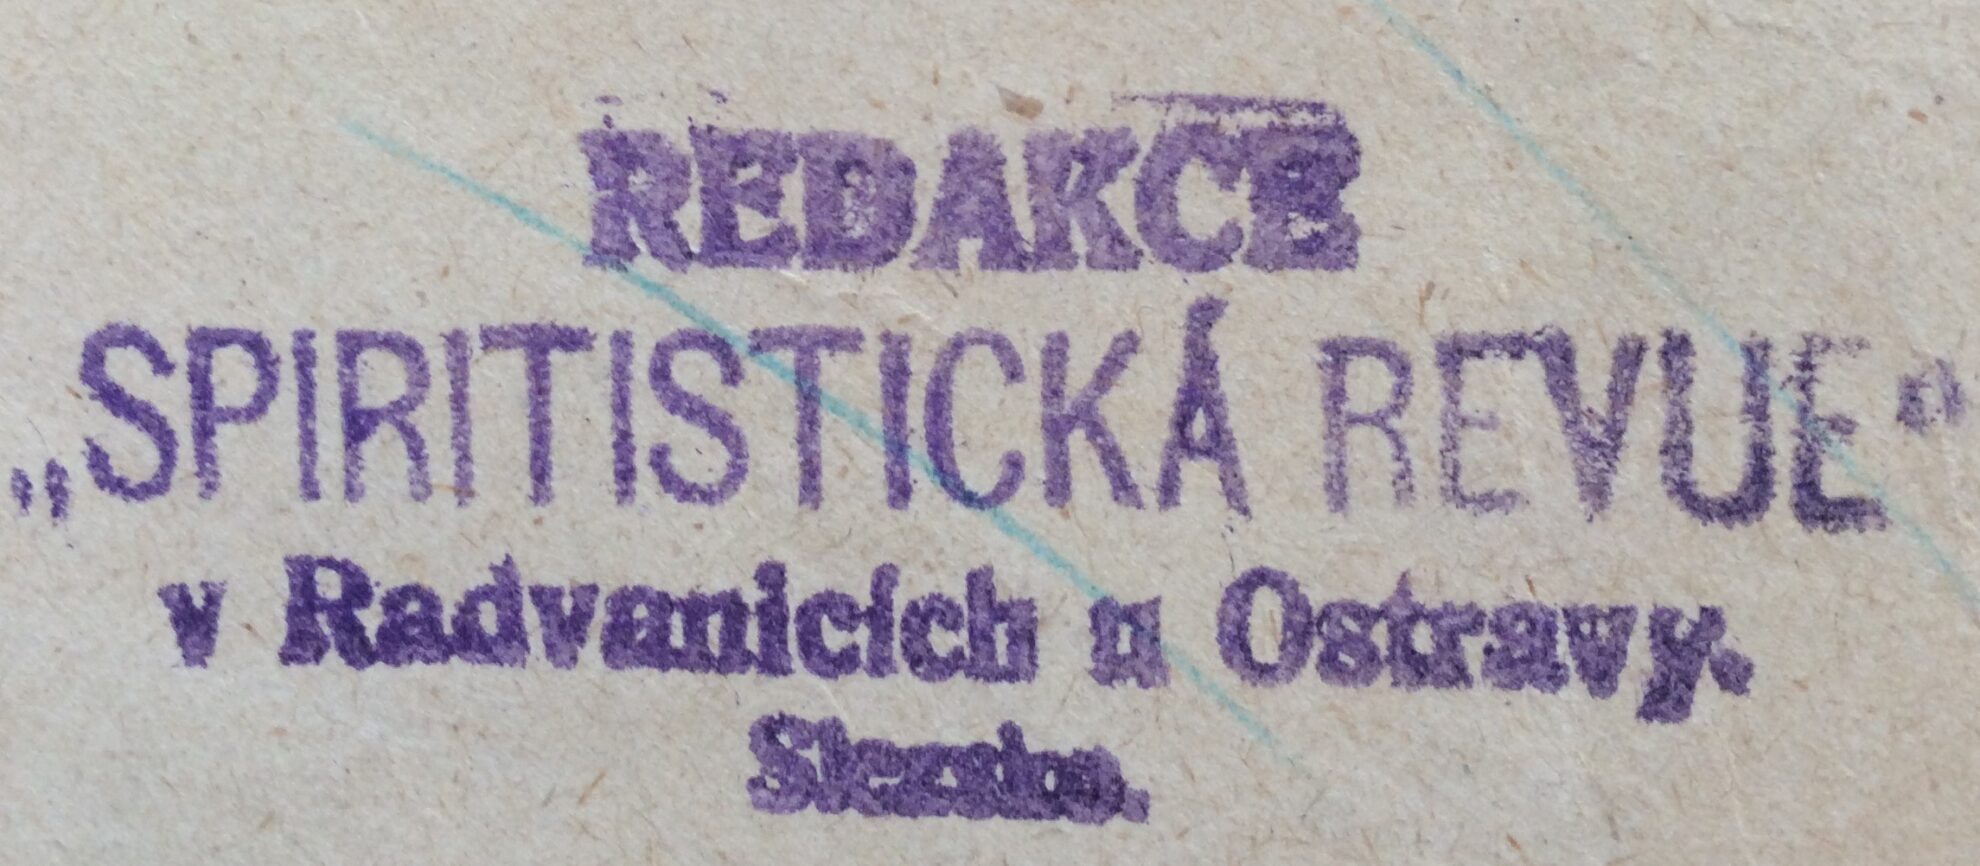 REDAKCE
„SPIRITISTICKÁ REVUE“
v Radvanicích u Ostravy.
Slezsko.